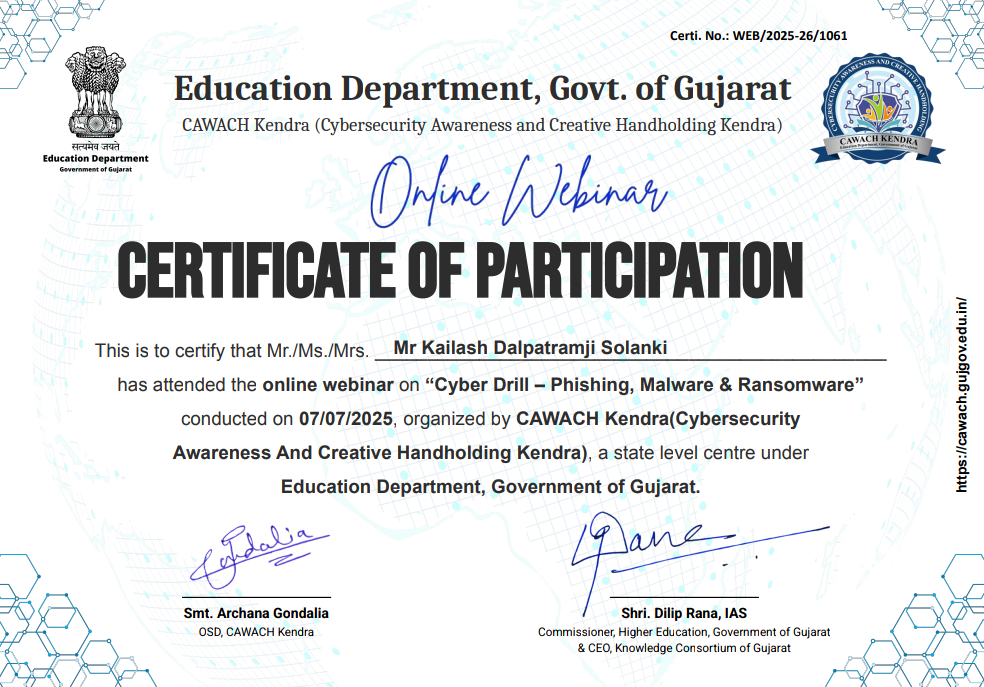 Certi. No.: WEB/2025-26/1061
सत्यमेव जयते
Education Department
Government of Gujarat
Education Department, Govt. of Gujarat
CAWACH Kendra (Cybersecurity Awareness and Creative Handholding Kendra)
CYBERSECURITY AWARENESS AND CREATIVE HANDHOLDING
CAWACH KENDRA
Education Department, Government of Gujarat
Online Webinar
CERTIFICATE OF PARTICIPATION
This is to certify that Mr./Ms./Mrs. Mr Kailash Dalpatramji Solanki
has attended the online webinar on “Cyber Drill – Phishing, Malware & Ransomware”
conducted on 07/07/2025, organized by CAWACH Kendra(Cybersecurity
Awareness And Creative Handholding Kendra), a state level centre under
Education Department, Government of Gujarat.
https://cawach.gujgov.edu.in/
Gondalia
Smt. Archana Gondalia
OSD, CAWACH Kendra
Shri. Dilip Rana, IAS
Commissioner, Higher Education, Government of Gujarat
& CEO, Knowledge Consortium of Gujarat